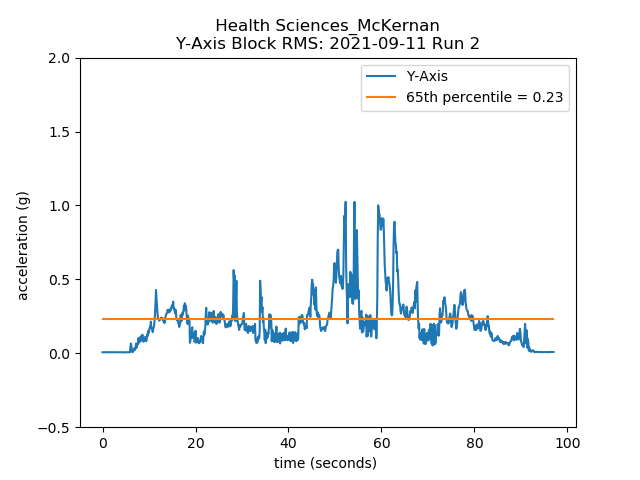 Health Sciences_McKernan
Y-Axis Block RMS: 2021-09-11 Run 2
Y-Axis
65th percentile = 0.23
acceleration (g)
2.0
1.5
1.0
0.5
0.0
−0.5
0 20 40 60 80 100
time (seconds)